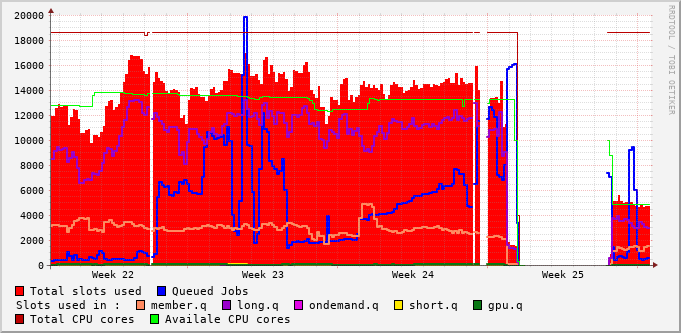 20000
18000
16000
14000
12000
10000
8000
6000
4000
2000
0
Week 22 Week 23 Week 24 Week 25
Total slots used Queued Jobs
Slots used in : member.q long.q ondemand.q short.q gpu.q
Total CPU cores Availale CPU cores
RRDTOOL / TOBI OETIKER